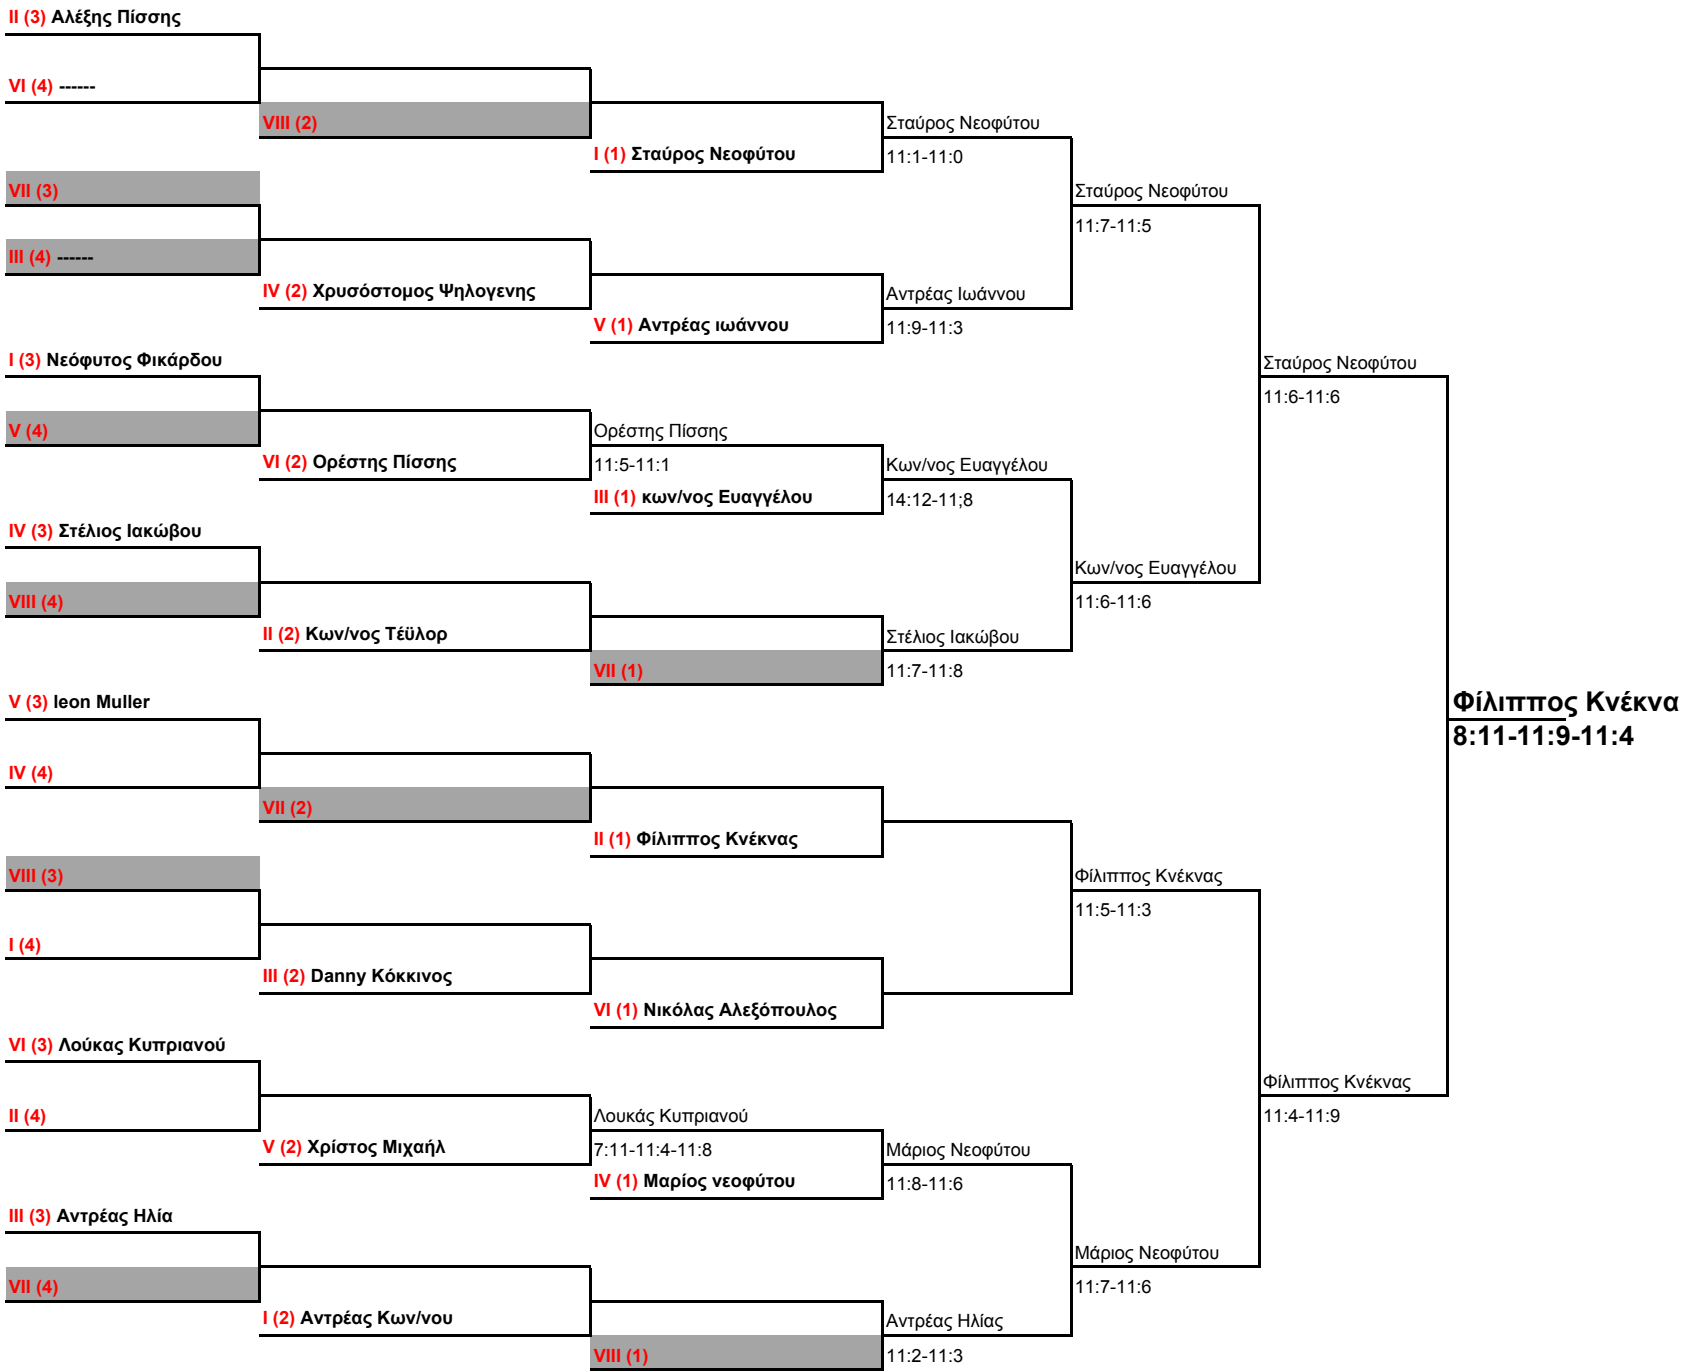 II (3) Αλέξης Πίσσης
VI (4) ------
VIII (2)
Σταύρος Νεοφύτου
I (1) Σταύρος Νεοφύτου
11:1-11:0
VII (3)
Σταύρος Νεοφύτου
11:7-11:5
III (4) ------
IV (2) Χρυσόστομος Ψηλογενης
Αντρέας Ιωάννου
V (1) Αντρέας ιωάννου
11:9-11:3
I (3) Νεόφυτος Φικάρδου
Σταύρος Νεοφύτου
11:6-11:6
V (4)
Ορέστης Πίσσης
VI (2) Ορέστης Πίσσης
11:5-11:1
Κων/νος Ευαγγέλου
III (1) κων/νος Ευαγγέλου
14:12-11;8
IV (3) Στέλιος Ιακώβου
Κων/νος Ευαγγέλου
VIII (4)
11:6-11:6
II (2) Κων/νος Τέϋλορ
Στέλιος Ιακώβου
VII (1)
11:7-11:8
V (3) leon Muller
Φίλιππος Κνέκνα
8:11-11:9-11:4
IV (4)
VII (2)
II (1) Φίλιππος Κνέκνας
VIII (3)
Φίλιππος Κνέκνας
11:5-11:3
I (4)
III (2) Danny Κόκκινος
VI (1) Νικόλας Αλεξόπουλος
VI (3) Λούκας Κυπριανού
Φίλιππος Κνέκνας
11:4-11:9
II (4)
Λουκάς Κυπριανού
V (2) Χρίστος Μιχαήλ
7:11-11:4-11:8
Μάριος Νεοφύτου
IV (1) Μαρίος νεοφύτου
11:8-11:6
III (3) Αντρέας Ηλία
Μάριος Νεοφύτου
VII (4)
11:7-11:6
I (2) Αντρέας Κων/νου
Αντρέας Ηλίας
VIII (1)
11:2-11:3